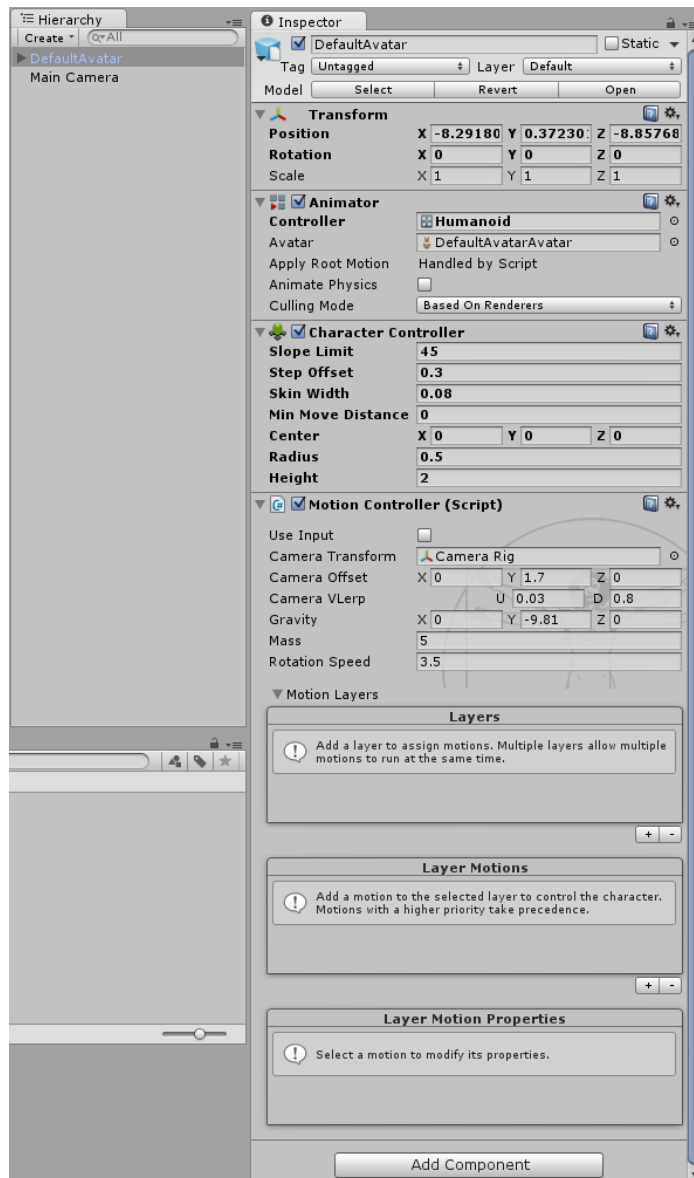 Hierarchy
Create
All
DefaultAvatar
Main Camera
Inspector
DefaultAvatar Static
Tag Untagged Layer Default
Model Select Revert Open
Transform
Position X -8.29180 Y 0.37230 Z -8.85768
Rotation X 0 Y 0 Z 0
Scale X 1 Y 1 Z 1
Animator
Controller Humanoid
Avatar DefaultAvatarAvatar
Apply Root Motion Handled by Script
Animate Physics
Culling Mode Based On Renderers
Character Controller
Slope Limit 45
Step Offset 0.3
Skin Width 0.08
Min Move Distance 0
Center X 0 Y 0 Z 0
Radius 0.5
Height 2
Motion Controller (Script)
Use Input
Camera Transform Camera Rig
Camera Offset X 0 Y 1.7 Z 0
Camera VLerp U 0.03 D 0.8
Gravity X 0 Y -9.81 Z 0
Mass 5
Rotation Speed 3.5
Motion Layers
Layers
Add a layer to assign motions. Multiple layers allow multiple
motions to run at the same time.
+ -
Layer Motions
Add a motion to the selected layer to control the character.
Motions with a higher priority take precedence.
+ -
Layer Motion Properties
Select a motion to modify its properties.
Add Component